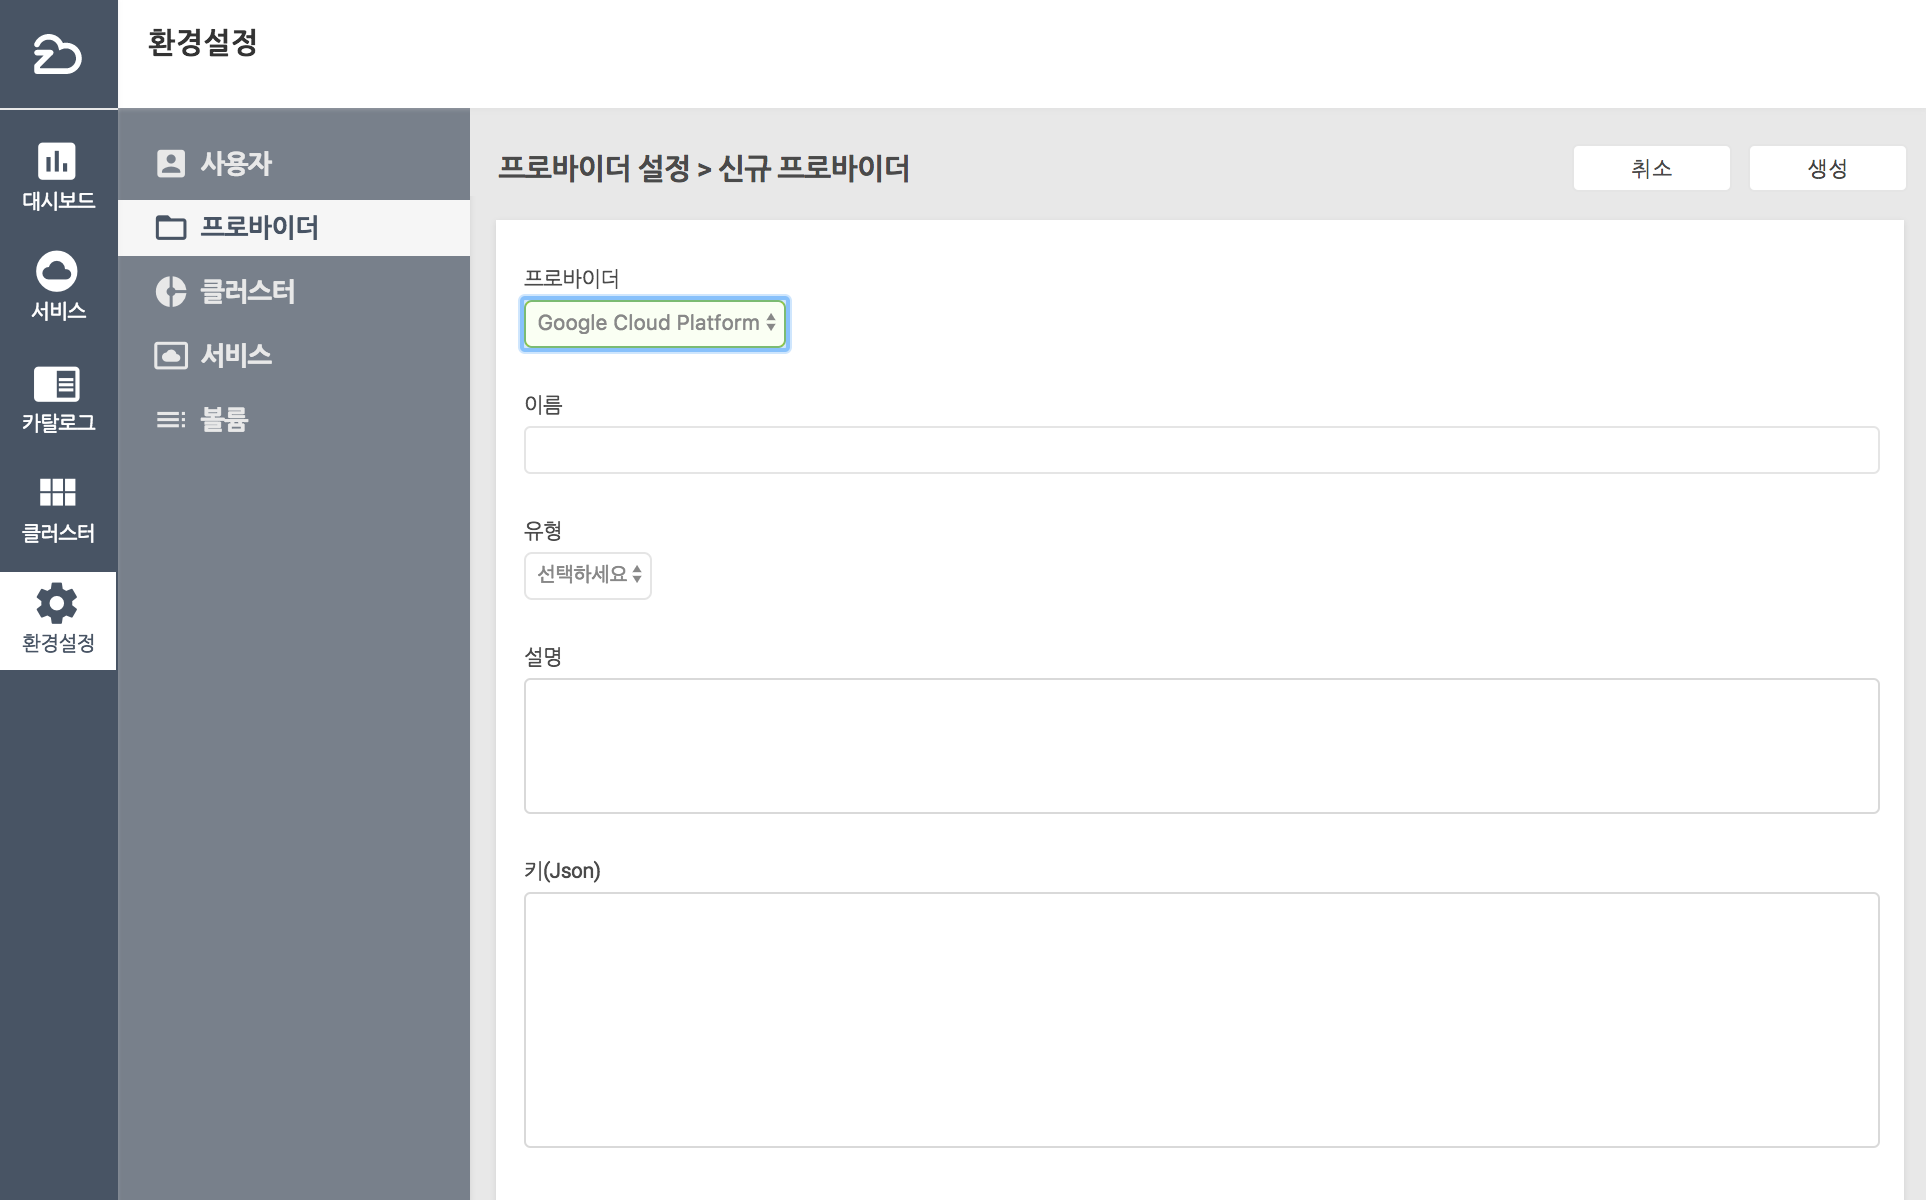 환경설정
대시보드
서비스
카탈로그
클러스터
환경설정
사용자
프로바이더
클러스터
서비스
볼륨
프로바이더 설정 > 신규 프로바이더
취소
생성
프로바이더
Google Cloud Platform
이름
유형
선택하세요
설명
키(Json)